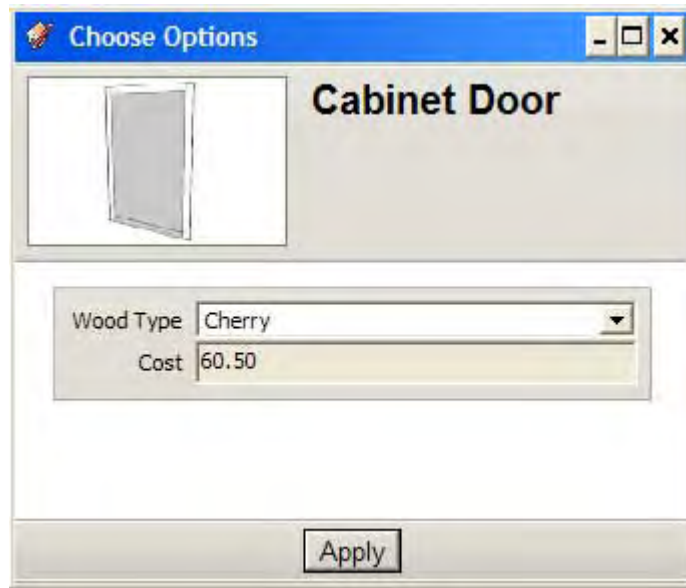 Choose Options
Cabinet Door
Wood Type Cherry
Cost 60.50
Apply